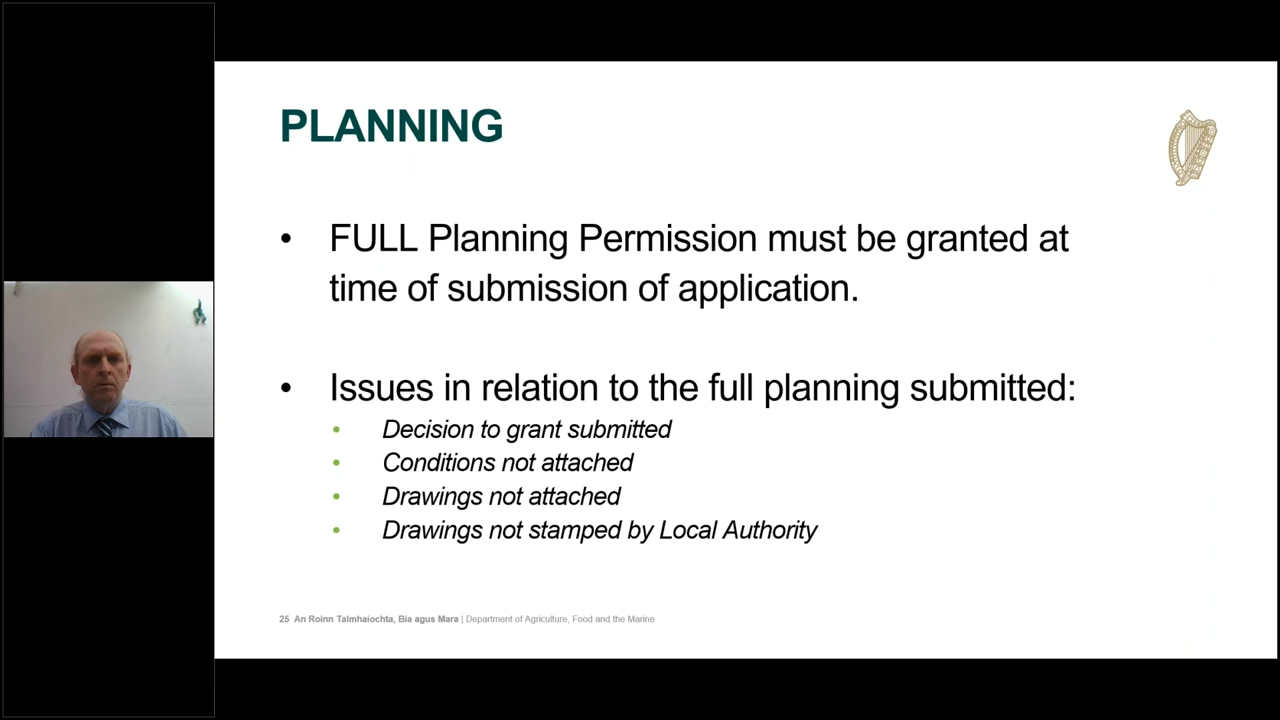 PLANNING
• FULL Planning Permission must be granted at
time of submission of application.
• Issues in relation to the full planning submitted:
• Decision to grant submitted
• Conditions not attached
• Drawings not attached
• Drawings not stamped by Local Authority
25 An Roinn Talmhaíochta, Bia agus Mara | Department of Agriculture, Food and the Marine